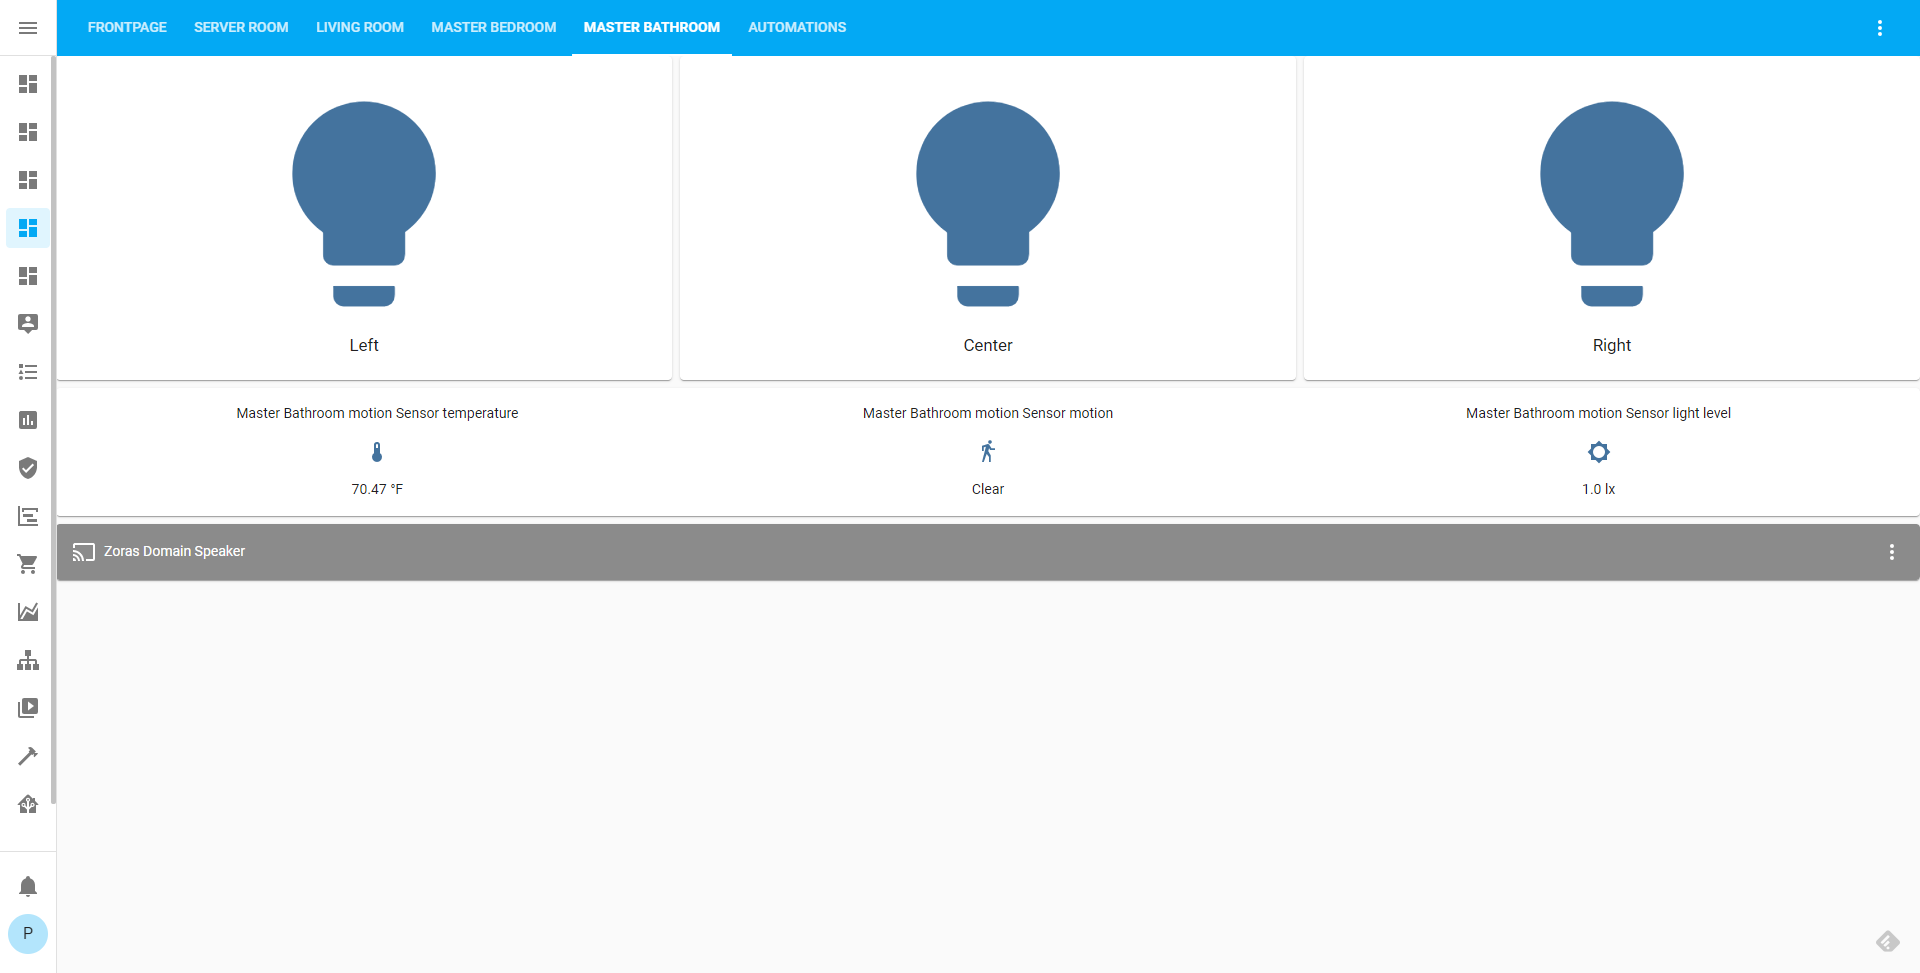 FRONTPAGE SERVER ROOM LIVING ROOM MASTER BEDROOM MASTER BATHROOM AUTOMATIONS
Left Center Right
Master Bathroom motion Sensor temperature Master Bathroom motion Sensor motion Master Bathroom motion Sensor light level
70.47 °F Clear 1.0 lx
Zoras Domain Speaker
P